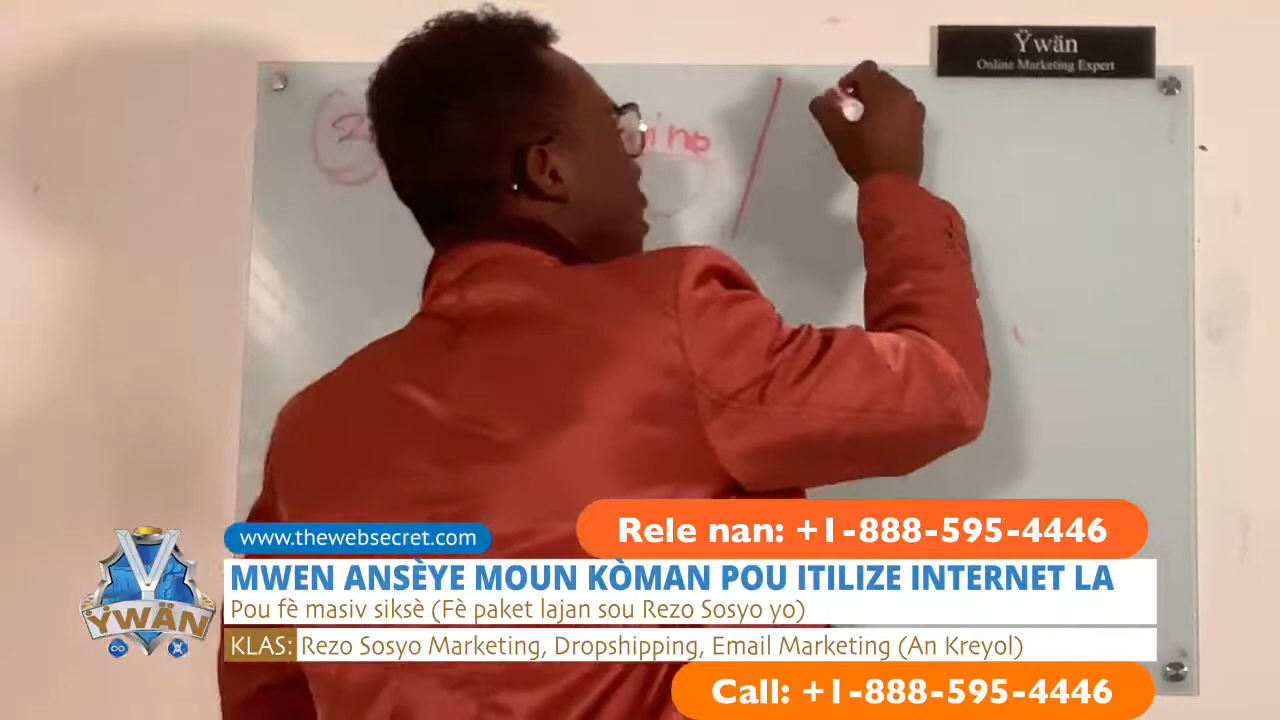 Ÿwän
Online Marketing Expert
www.thewebsecret.com
Rele nan: +1-888-595-4446
MWEN ANSÈYE MOUN KÒMAN POU ITILIZE INTERNET LA
Pou fè masiv siksè (Fè paket lajan sou Rezo Sosyo yo)
KLAS: Rezo Sosyo Marketing, Dropshipping, Email Marketing (An Kreyol)
ŸWÄN
Call: +1-888-595-4446